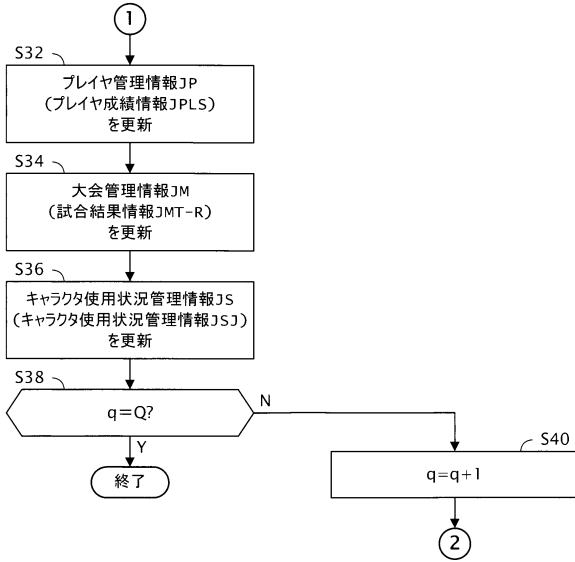 1
S32
プレイヤ管理情報JP
(プレイヤ成績情報JPLS)
を更新
S34
大会管理情報JM
(試合結果情報JMT-R)
を更新
S36
キャラクタ使用状況管理情報JS
(キャラクタ使用状況管理情報JSJ)
を更新
S38
q=Q?
N
Y
終了
S40
q=q+1
2